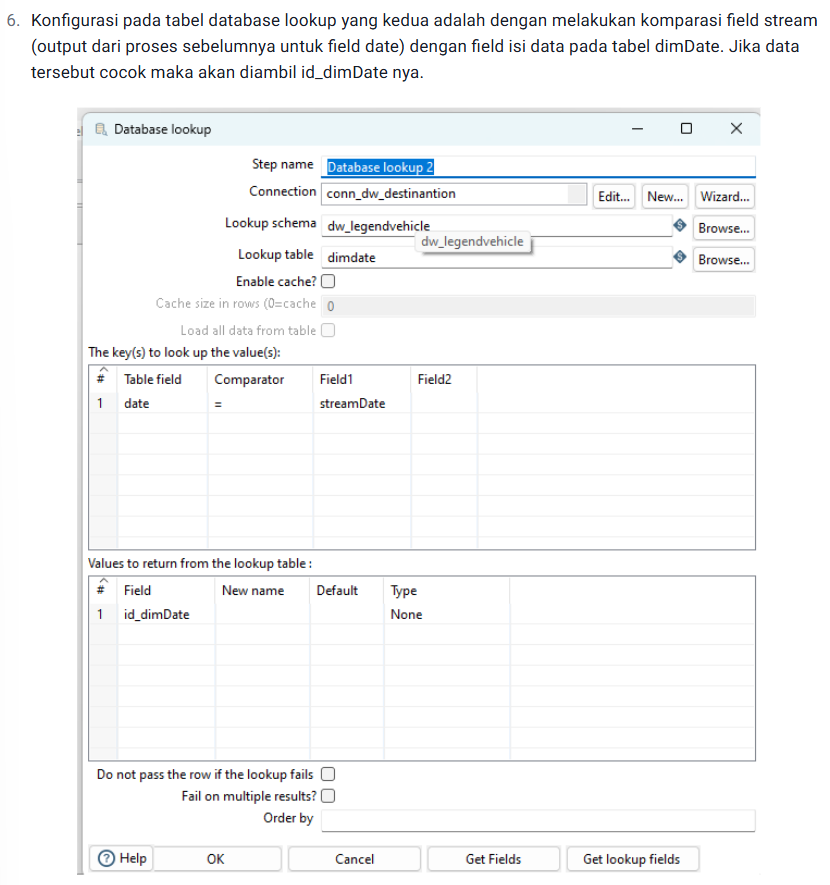 6. Konfigurasi pada tabel database lookup yang kedua adalah dengan melakukan komparasi field stream
(output dari proses sebelumnya untuk field date) dengan field isi data pada tabel dimDate. Jika data
tersebut cocok maka akan diambil id_dimDate nya.
Database lookup
Step name Database lookup 2
Connection conn_dw_destinantion Edit... New... Wizard...
Lookup schema dw_legendvehicle Browse...
dw_legendvehicle
Lookup table dimdate Browse...
Enable cache?
Cache size in rows (0=cache 0
Load all data from table
The key(s) to look up the value(s):
# Table field Comparator Field1 Field2
1 date = streamDate
Values to return from the lookup table :
# Field New name Default Type
1 id_dimDate None
Do not pass the row if the lookup fails
Fail on multiple results?
Order by
Help OK Cancel Get Fields Get lookup fields